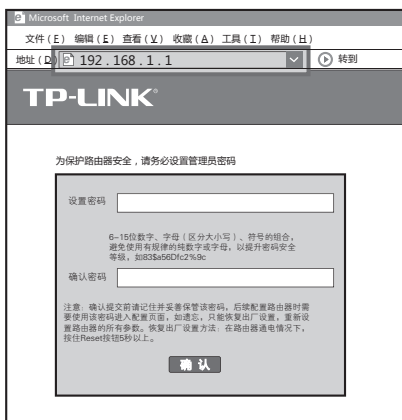 Microsoft Internet Explorer
文件(F) 编辑(E) 查看(V) 收藏(A) 工具(I) 帮助(H)
地址(D) 192.168.1.1 转到
TP-LINK®
为保护路由器安全，请务必设置管理员密码
设置密码
6-15位数字、字母（区分大小写）、符号的组合，
避免使用有规律的纯数字或字母，以提升密码安全
等级，如83$a56Dfc2%9c
确认密码
注意：确认提交前请记住并妥善保管该密码，后续配置路由器时需
要使用该密码进入配置页面，如遗忘，只能恢复出厂设置，重新设
置路由器的所有参数。恢复出厂设置方法：在路由器通电情况下，
按住Reset按钮5秒以上。
确 认